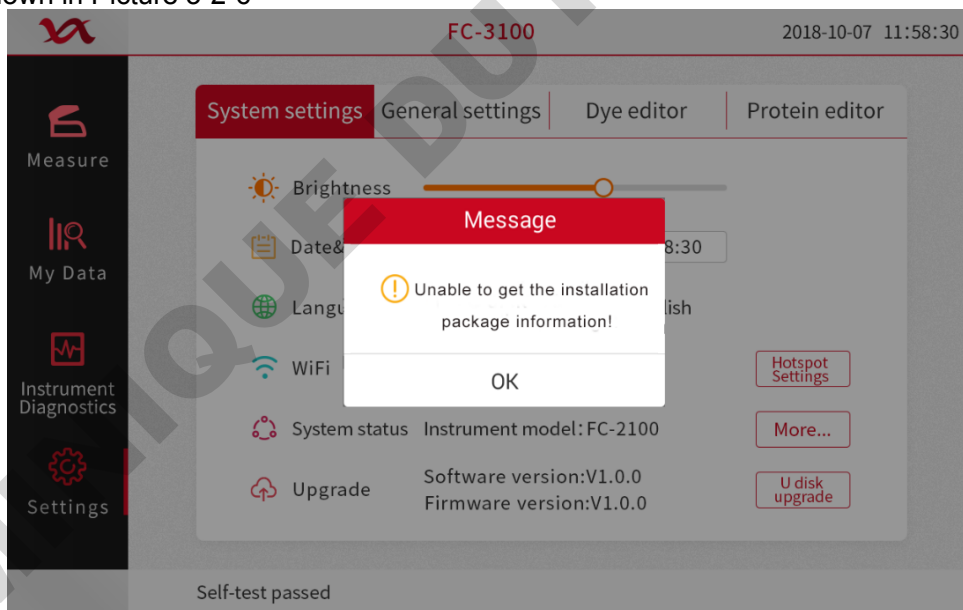 FC-3100
2018-10-07 11:58:30
System settings
General settings
Dye editor
Protein editor
Measure
My Data
Instrument
Diagnostics
Settings
Brightness
Date&
8:30
Langu
lish
WiFi
Hotspot
Settings
System status
Instrument model:FC-2100
More...
Upgrade
Software version:V1.0.0
Firmware version:V1.0.0
U disk
upgrade
Message
Unable to get the installation
package information!
OK
Self-test passed